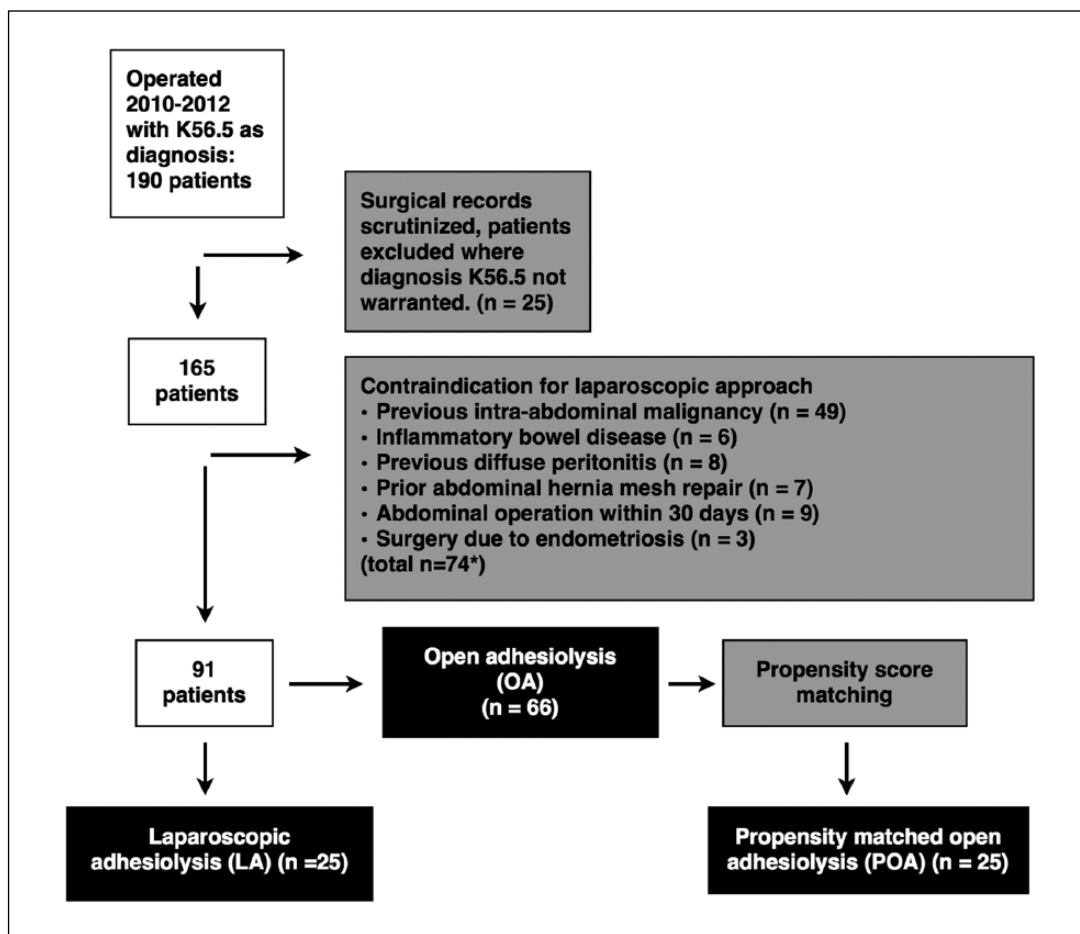 Operated
2010-2012
with K56.5 as
diagnosis:
190 patients
Surgical records
scrutinized, patients
excluded where
diagnosis K56.5 not
warranted. (n = 25)
165
patients
Contraindication for laparoscopic approach
• Previous intra-abdominal malignancy (n = 49)
• Inflammatory bowel disease (n = 6)
• Previous diffuse peritonitis (n = 8)
• Prior abdominal hernia mesh repair (n = 7)
• Abdominal operation within 30 days (n = 9)
• Surgery due to endometriosis (n = 3)
(total n=74*)
91
patients
Open adhesiolysis
(OA)
(n = 66)
Propensity score
matching
Laparoscopic
adhesiolysis (LA) (n =25)
Propensity matched open
adhesiolysis (POA) (n = 25)